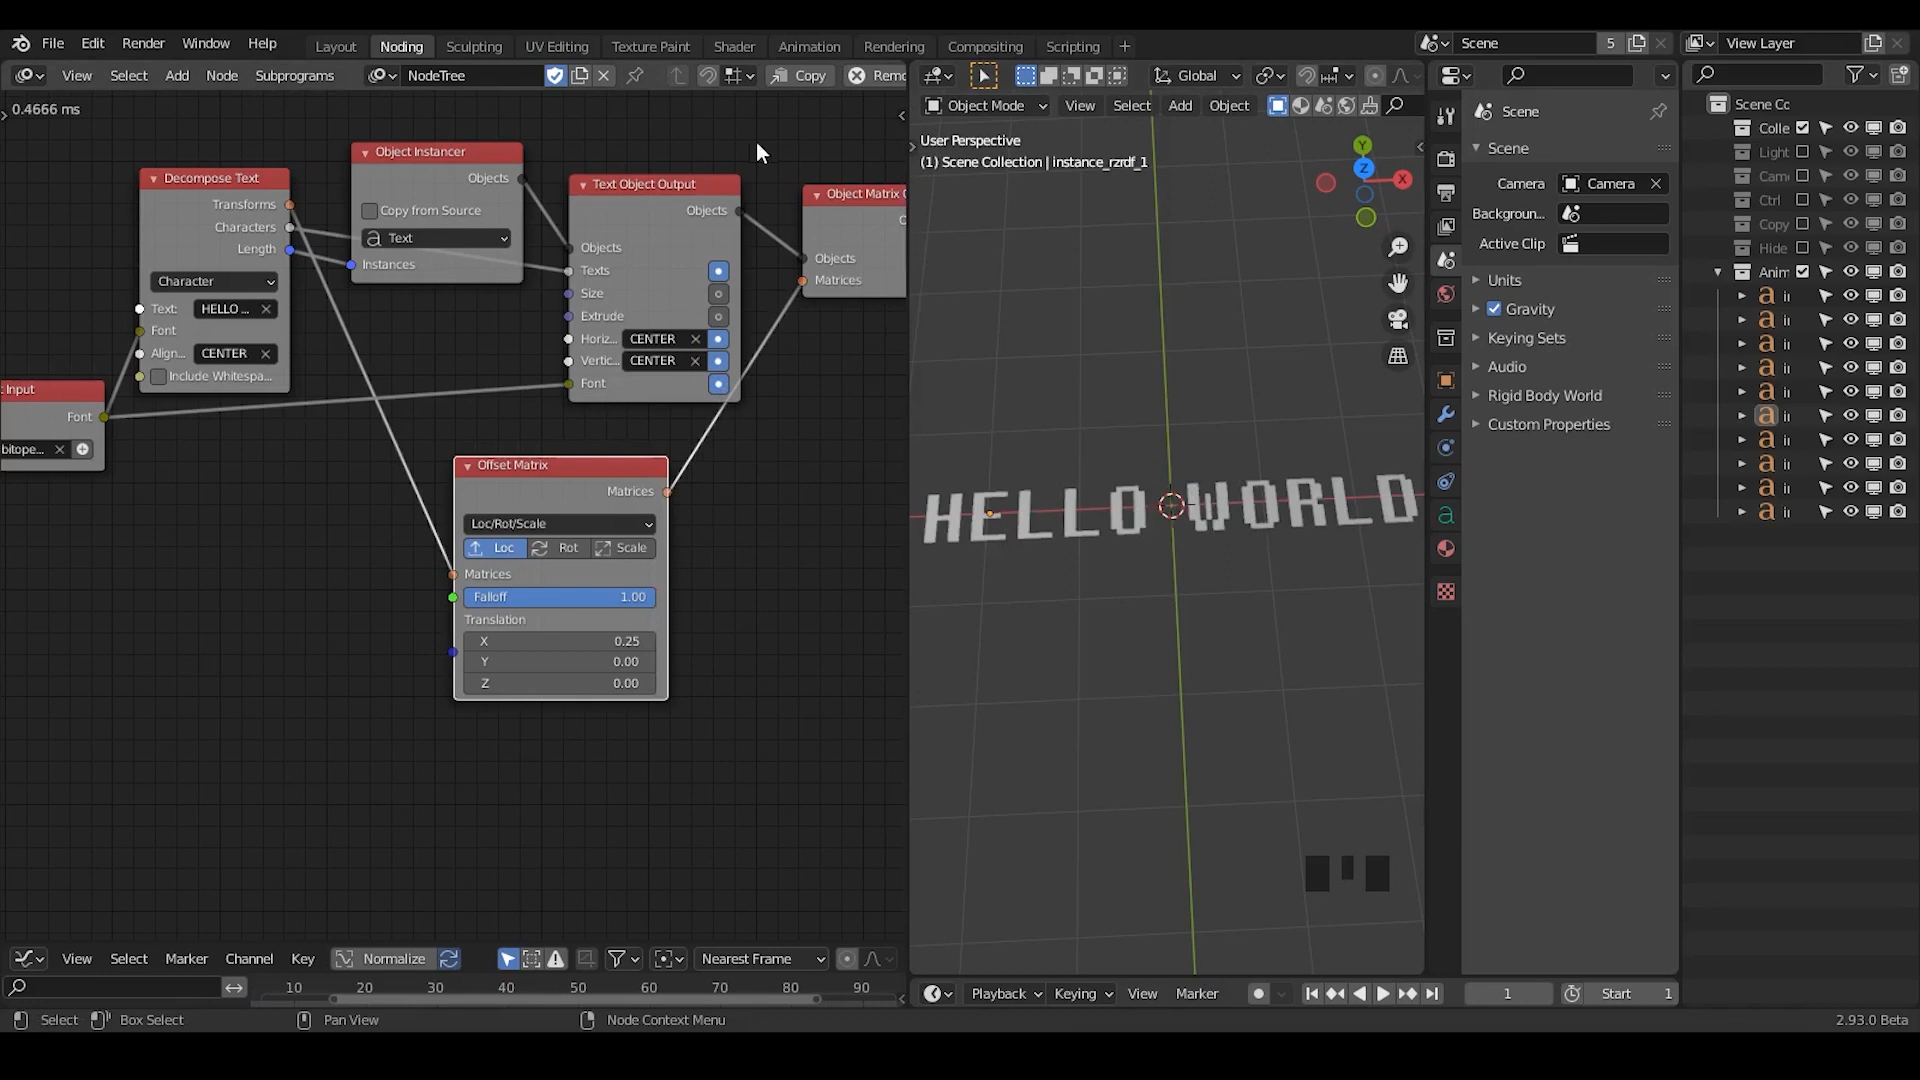 File Edit Render Window Help Layout Noding Sculpting UV Editing Texture Paint Shader Animation Rendering Compositing Scripting Scene 5 View Layer
View Select Add Node Subprograms NodeTree Copy Remo Global
Object Mode View Select Add Object
0.4666 ms
User Perspective
(1) Scene Collection | instance_rzrdf_1
Y
Z
X
Decompose Text
Transforms
Characters
Length
Character
Text: HELLO ...
Font
Align... CENTER
Include Whitespa...
t Input
Font
bitope...
Object Instancer
Objects
Copy from Source
Text
Instances
Text Object Output
Objects
Objects
Texts
Size
Extrude
Horiz... CENTER
Vertic... CENTER
Font
Object Matrix
Objects
Matrices
Offset Matrix
Matrices
Loc/Rot/Scale
Loc Rot Scale
Matrices
Falloff 1.00
Translation
X 0.25
Y 0.00
Z 0.00
HELLO WORLD
Scene
Scene
Camera Camera
Backgroun...
Active Clip
Units
Gravity
Keying Sets
Audio
Rigid Body World
Custom Properties
Scene Cc
Colle
Light
Cam
Ctrl
Copy
Hide
Anim
View Select Marker Channel Key Normalize Nearest Frame
10 20 30 40 50 60 70 80 90
Playback Keying View Marker 1 Start 1
Select Box Select Pan View Node Context Menu 2.93.0 Beta